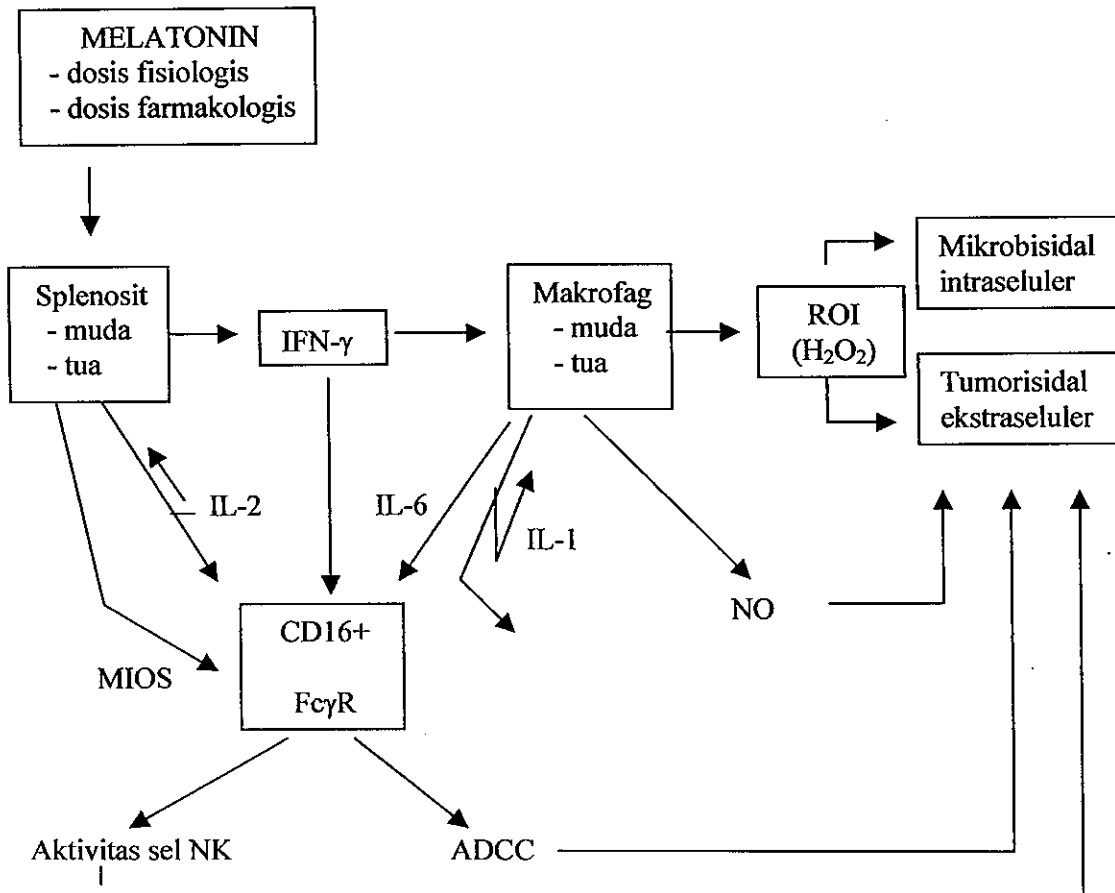 MELATONIN
- dosis fisiologis
- dosis farmakologis
Splenosit
- muda
- tua
IFN-γ
Makrofag
- muda
- tua
ROI
(H₂O₂)
Mikrobisidal
intraseluler
Tumorisidal
ekstraseluler
IL-2
IL-6
IL-1
NO
MIOS
CD16+
FcγR
Aktivitas sel NK
ADCC